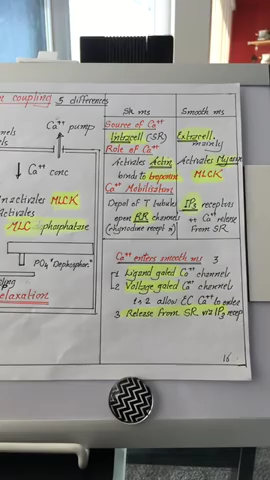 coupling 5 differences
Ca++ pump
↓ Ca++ conc
inactivates MLCK
Activates
MLC phosphatase
PO4 "Dephosphor."
relaxation
SK ms Smooth ms
Source of Ca++
Intracell (SR) Extracell. mainly
Role of Ca++
Activates Actin Activates Myosin
binds to troponin MLCK
Ca++ Mobilization
Depol of T tubules IP3 receptors
open RR channels ++ Ca++ release
(rhyanodine recept s) from SR
Ca++ enters smooth ms 3
1 Ligand gated Ca++ channels
2 Voltage gated Ca++ channels
1 & 2 allow EC Ca++ to enter
3 Release from SR via IP3 recep